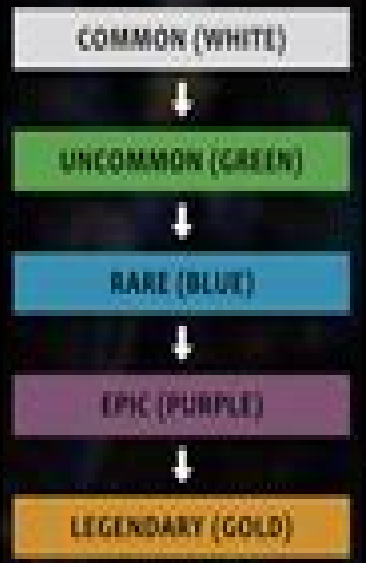 COMMON (WHITE)
UNCOMMON (GREEN)
RARE (BLUE)
EPIC (PURPLE)
LEGENDARY (GOLD)